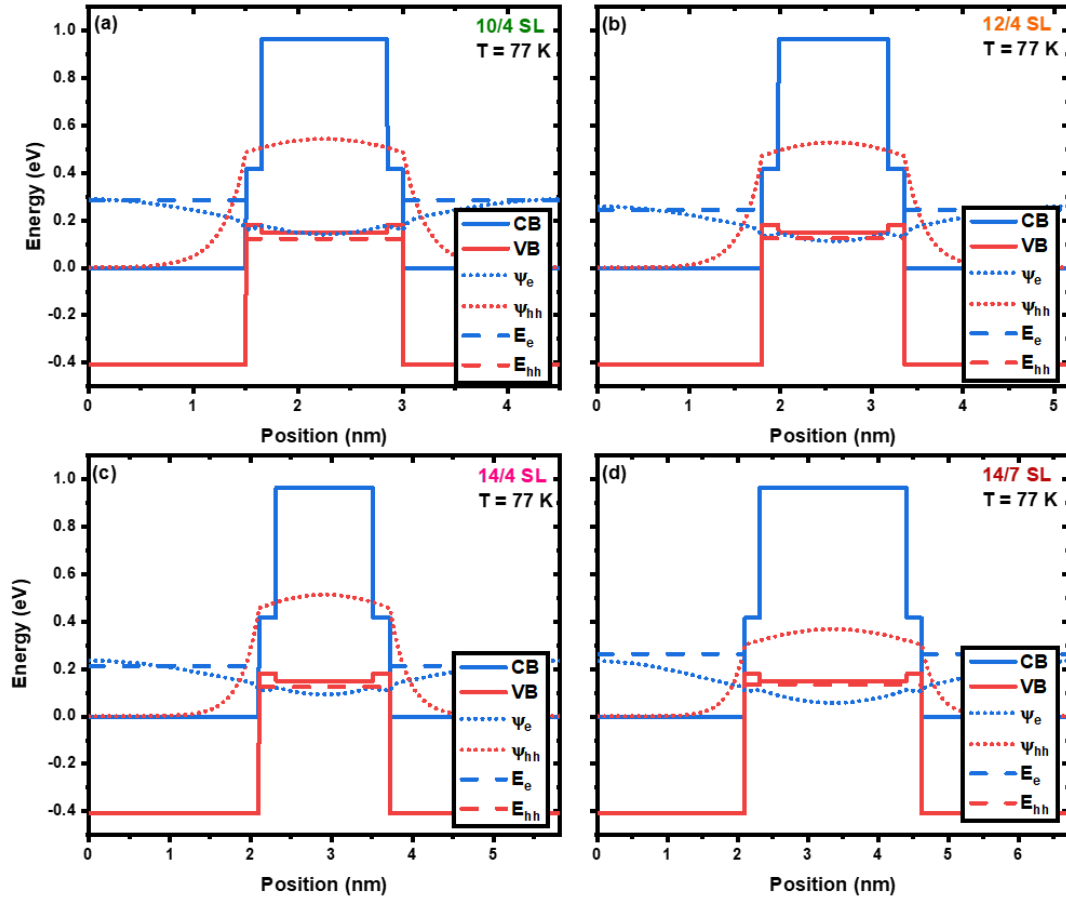 (a)
10/4 SL
T = 77 K
1.0
0.8
0.6
0.4
0.2
0.0
-0.4
Energy (eV)
CB
VB
ψe
ψhh
Ee
Ehh
0 1 2 3 4
Position (nm)
(b)
12/4 SL
T = 77 K
CB
VB
ψe
ψhh
Ee
Ehh
0 1 2 3 4 5
Position (nm)
(c)
14/4 SL
T = 77 K
1.0
0.8
0.6
0.4
0.2
0.0
-0.4
Energy (eV)
CB
VB
ψe
ψhh
Ee
Ehh
0 1 2 3 4 5
Position (nm)
(d)
14/7 SL
T = 77 K
CB
VB
ψe
ψhh
Ee
Ehh
0 1 2 3 4 5 6
Position (nm)